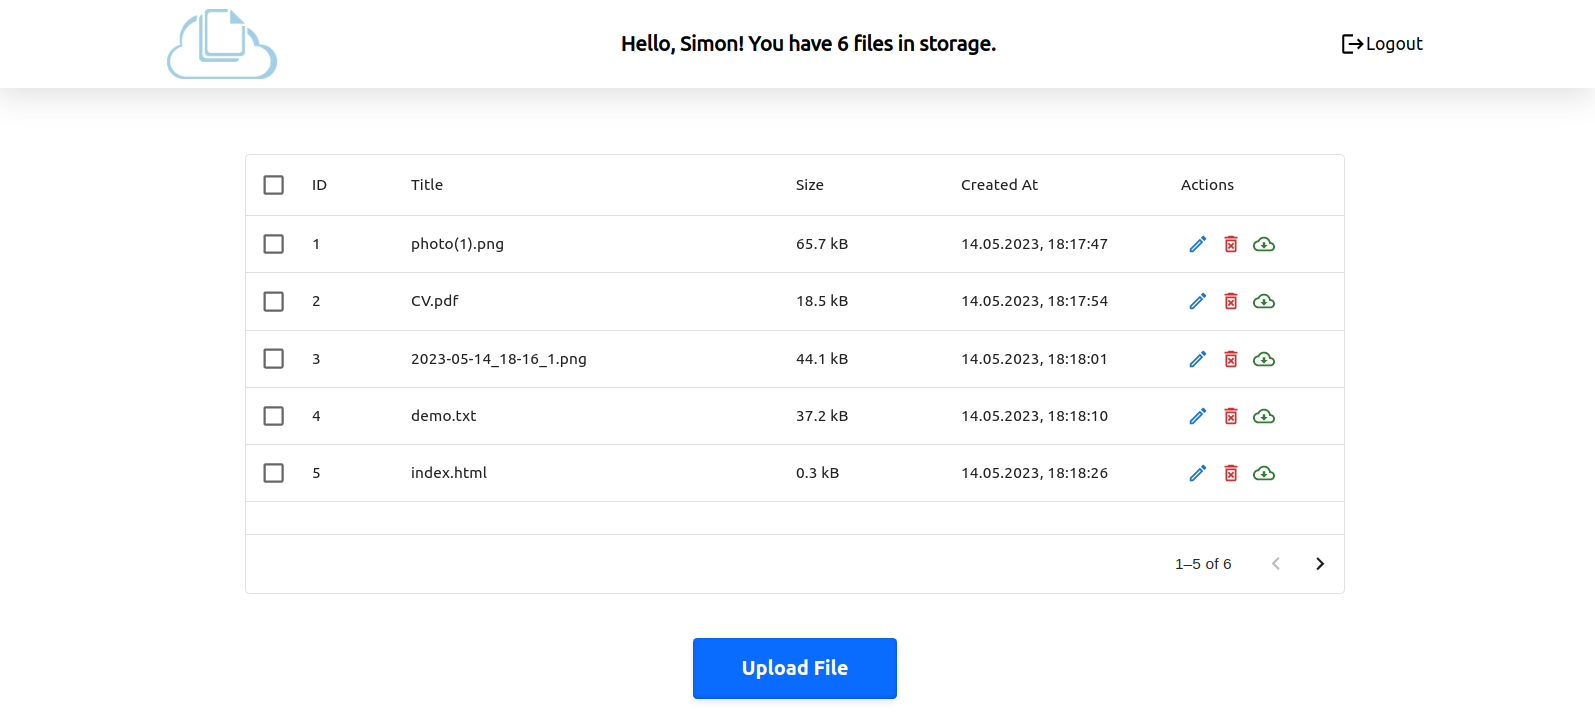 Hello, Simon! You have 6 files in storage.
Logout
ID Title Size Created At Actions
1 photo(1).png 65.7 kB 14.05.2023, 18:17:47
2 CV.pdf 18.5 kB 14.05.2023, 18:17:54
3 2023-05-14_18-16_1.png 44.1 kB 14.05.2023, 18:18:01
4 demo.txt 37.2 kB 14.05.2023, 18:18:10
5 index.html 0.3 kB 14.05.2023, 18:18:26
1–5 of 6
Upload File